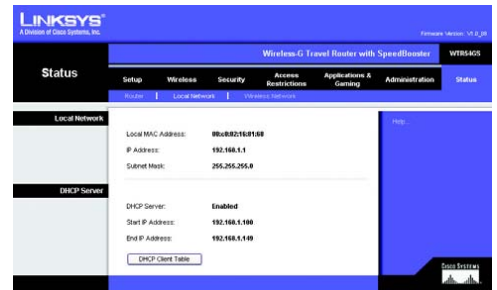 LINKSYS®
A Division of Cisco Systems, Inc.
Firmware Version: V1.0_08
Wireless-G Travel Router with SpeedBooster WTR54GS
Status
Setup Wireless Security Access Restrictions Applications & Gaming Administration Status
Router Local Network Wireless Network
Local Network
Help...
Local MAC Address: 00:c0:02:16:01:60
IP Address: 192.168.1.1
Subnet Mask: 255.255.255.0
DHCP Server
DHCP Server: Enabled
Start IP Address: 192.168.1.100
End IP Address: 192.168.1.149
DHCP Client Table
CISCO SYSTEMS